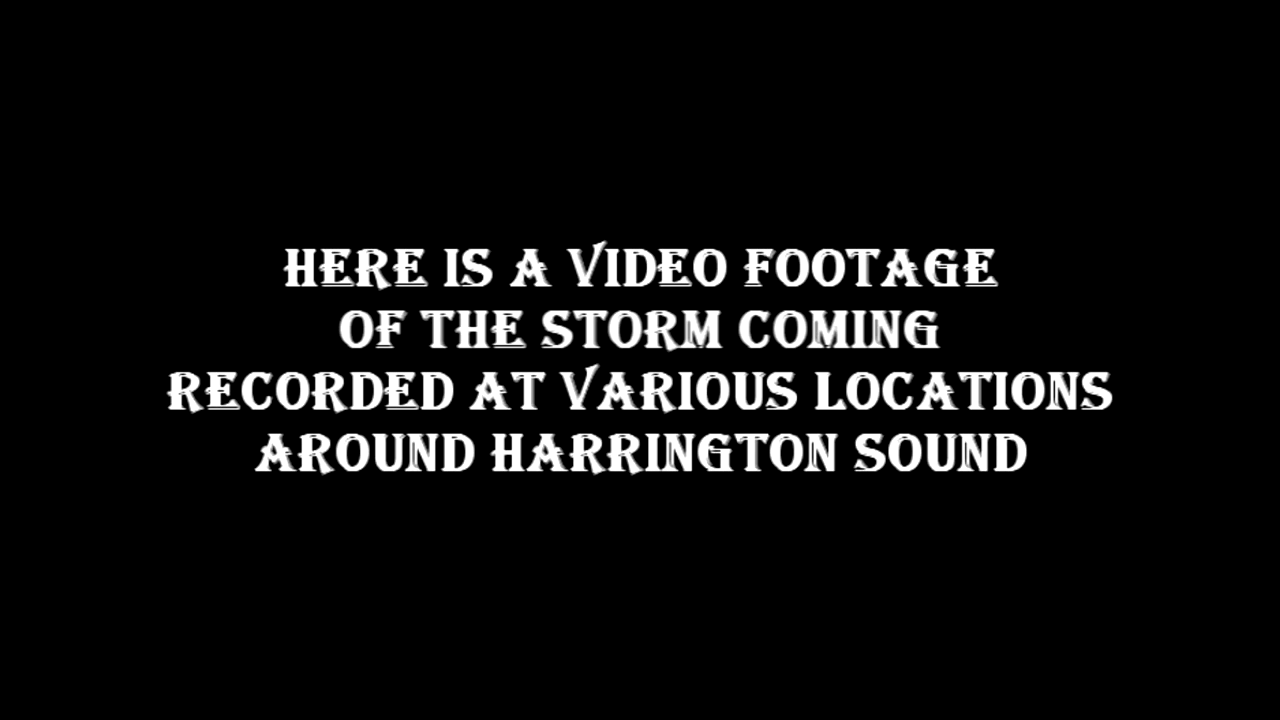 HERE IS A VIDEO FOOTAGE
OF THE STORM COMING
RECORDED AT VARIOUS LOCATIONS
AROUND HARRINGTON SOUND